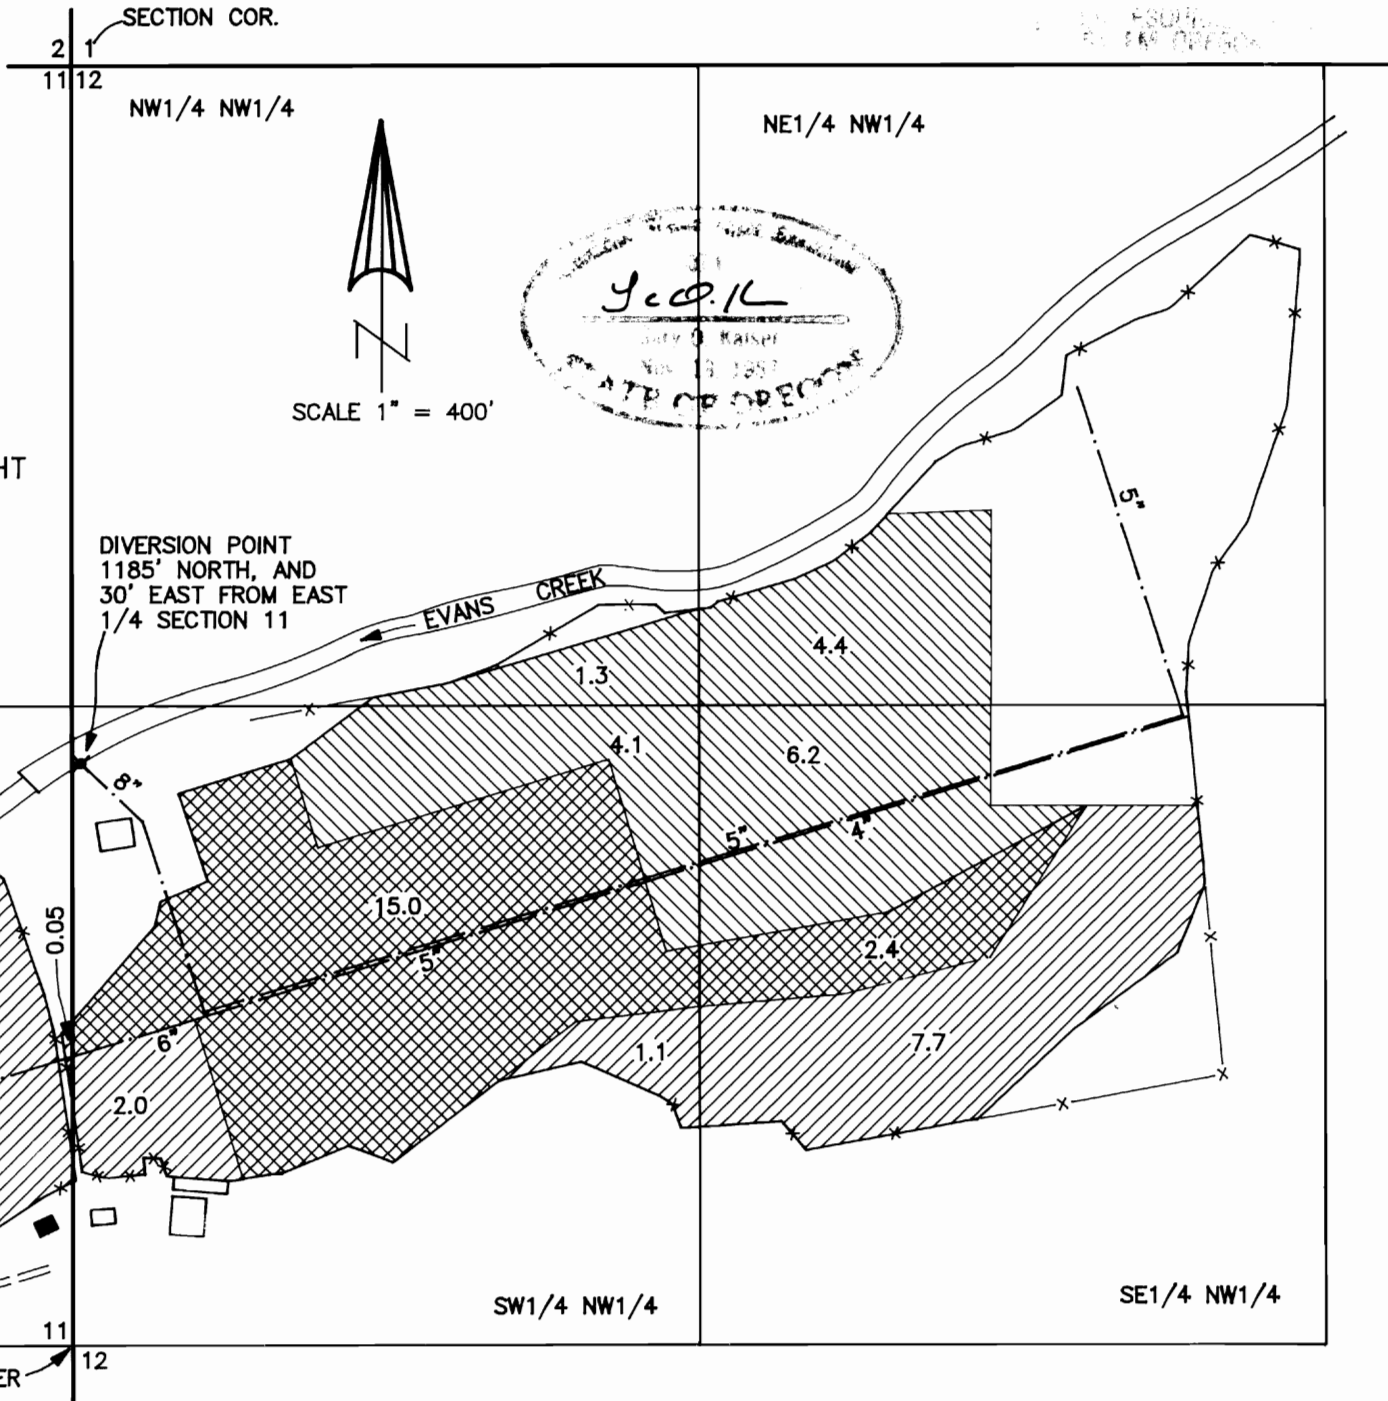 SECTION COR.
2 1
11 12
NW1/4 NW1/4
NE1/4 NW1/4
N
SCALE 1" = 400'
Gary D. Kaiser
STATE OF OREGON
HT
DIVERSION POINT
1185' NORTH, AND
30' EAST FROM EAST
1/4 SECTION 11
EVANS CREEK
5"
1.3
4.4
4.1
6.2
8"
5"
4"
0.05
15.0
5"
2.4
6"
1.1
7.7
2.0
SW1/4 NW1/4
SE1/4 NW1/4
11
12
ER